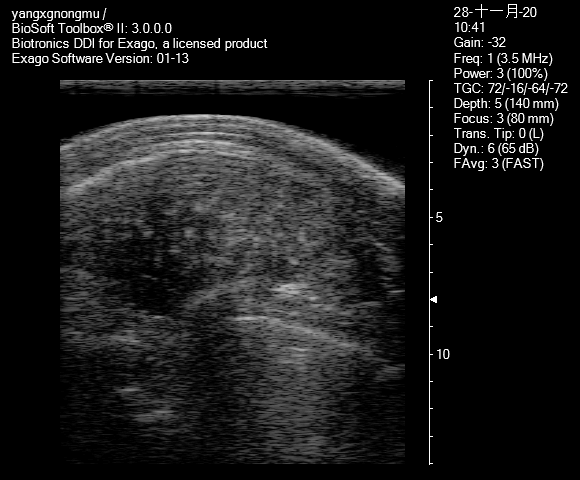 yangxgnongmu /
BioSoft Toolbox® II: 3.0.0.0
Biotronics DDI for Exago, a licensed product
Exago Software Version: 01-13
28-十一月-20
10:41
Gain: -32
Freq: 1 (3.5 MHz)
Power: 3 (100%)
TGC: 72/-16/-64/-72
Depth: 5 (140 mm)
Focus: 3 (80 mm)
Trans. Tip: 0 (L)
Dyn.: 6 (65 dB)
FAvg: 3 (FAST)
5
10